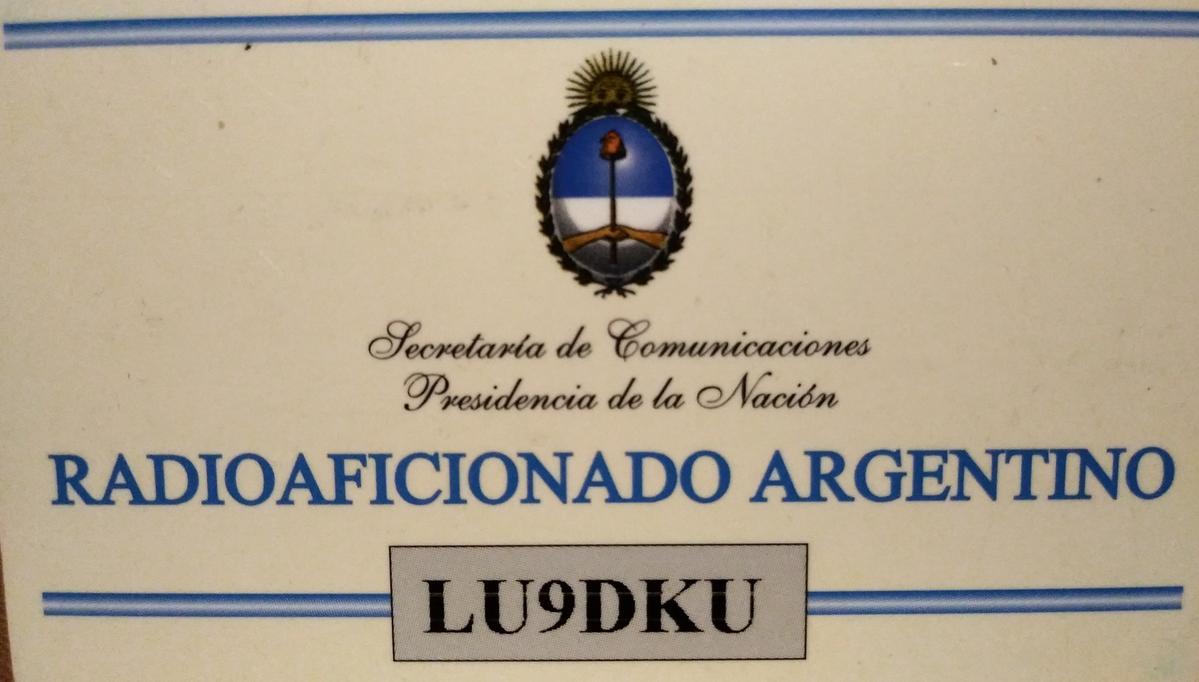 Secretaría de Comunicaciones
Presidencia de la Nación
RADIOAFICIONADO ARGENTINO
LU9DKU